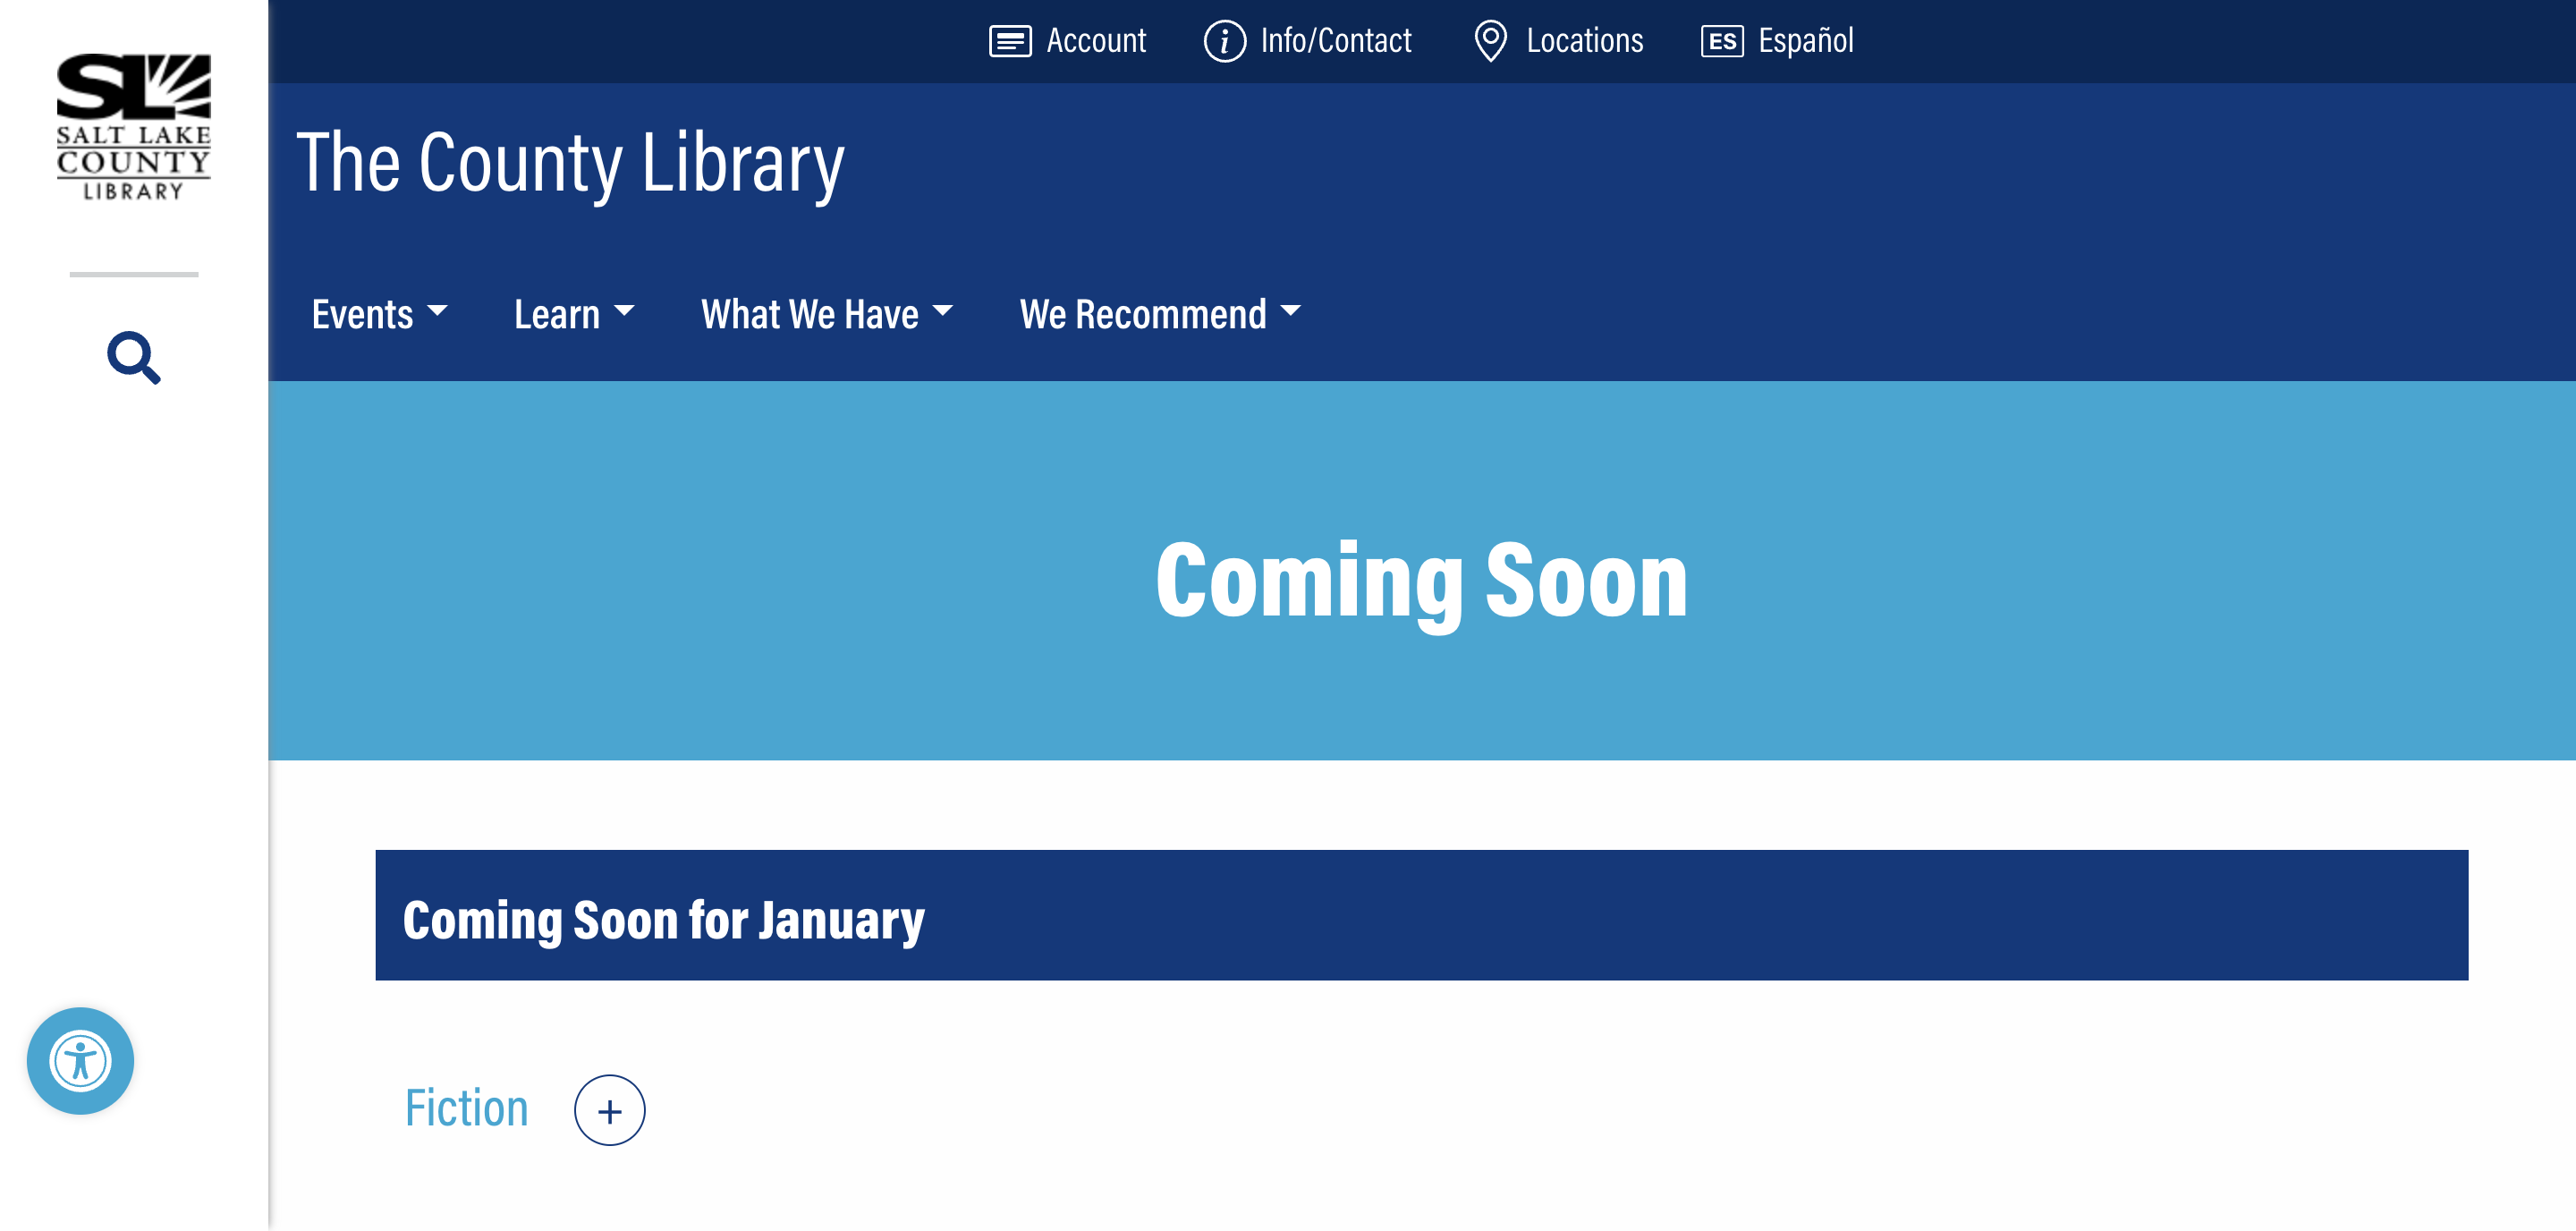 SL
SALT LAKE
COUNTY
LIBRARY
Account
Info/Contact
Locations
ES Español
The County Library
Events
Learn
What We Have
We Recommend
Coming Soon
Coming Soon for January
Fiction +